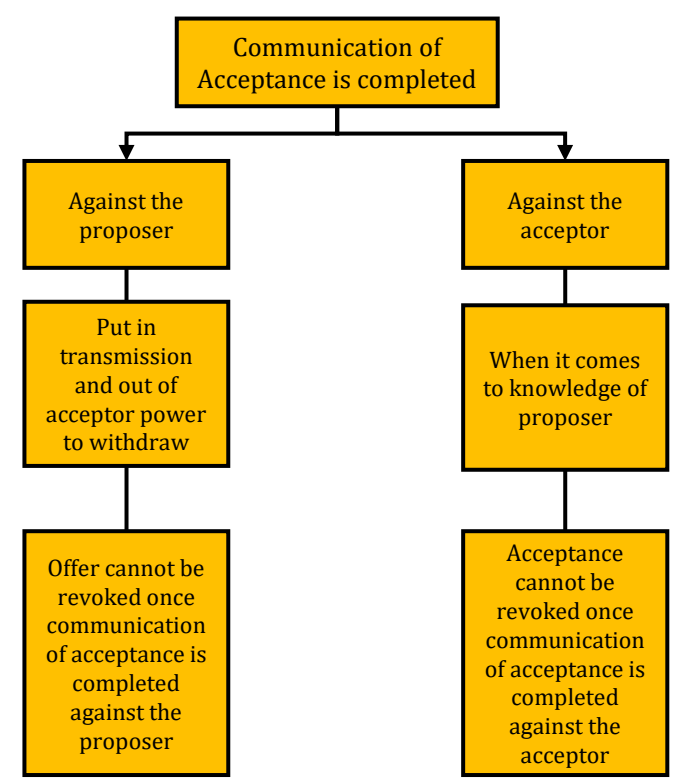 Communication of
Acceptance is completed
Against the
proposer
Against the
acceptor
Put in
transmission
and out of
acceptor power
to withdraw
When it comes
to knowledge of
proposer
Offer cannot be
revoked once
communication
of acceptance is
completed
against the
proposer
Acceptance
cannot be
revoked once
communication
of acceptance is
completed
against the
acceptor